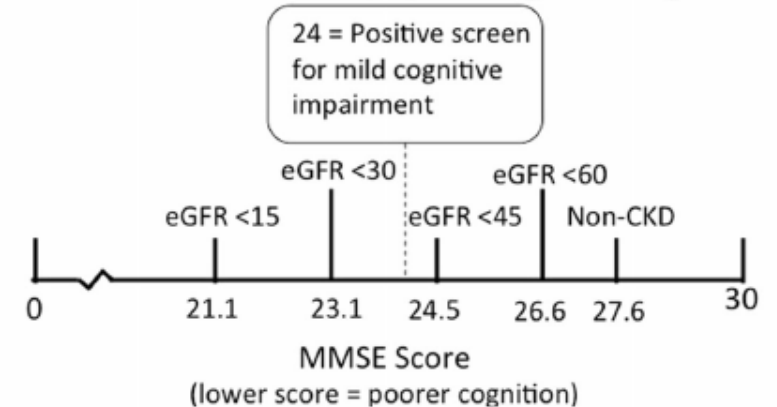 24 = Positive screen
for mild cognitive
impairment
eGFR <30
eGFR <60
eGFR <15
eGFR <45
Non-CKD
0
21.1
23.1
24.5
26.6
27.6
30
MMSE Score
(lower score = poorer cognition)